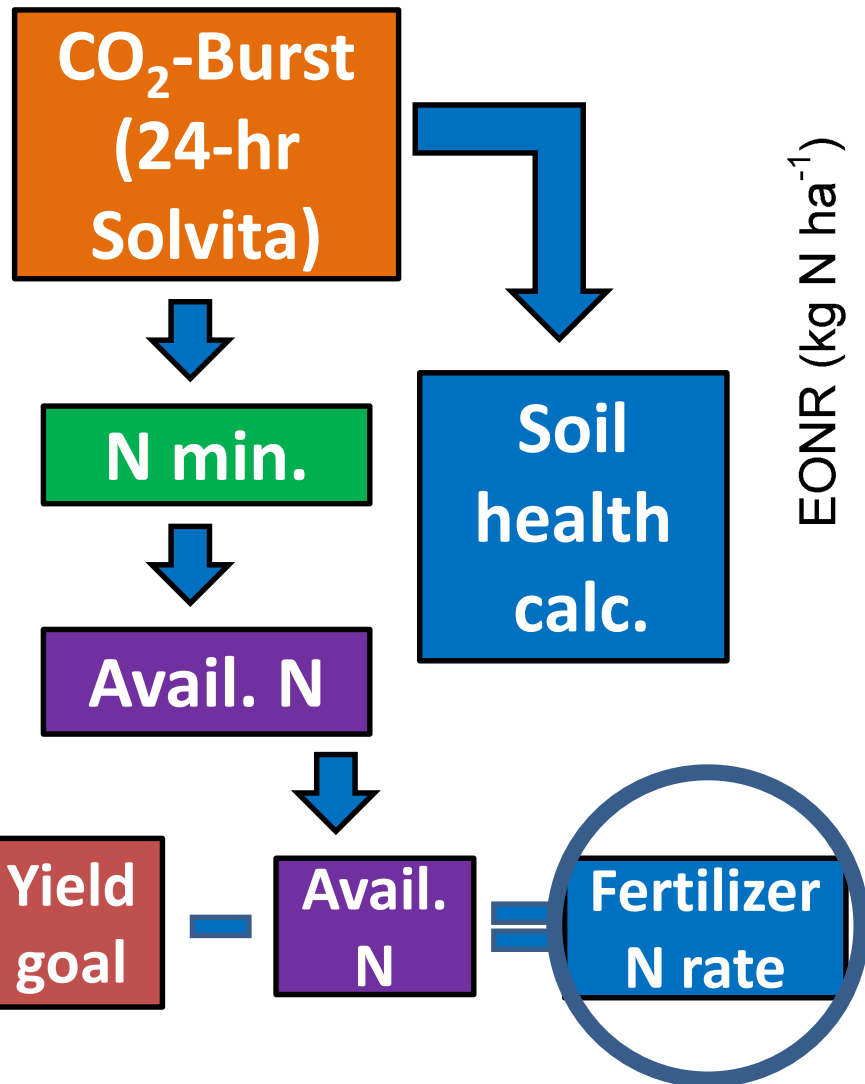 CO₂-Burst
(24-hr
Solvita)
N min.
Soil
health
calc.
Avail. N
Yield
goal
-
Avail.
N
=
Fertilizer
N rate
EONR (kg N ha⁻¹)